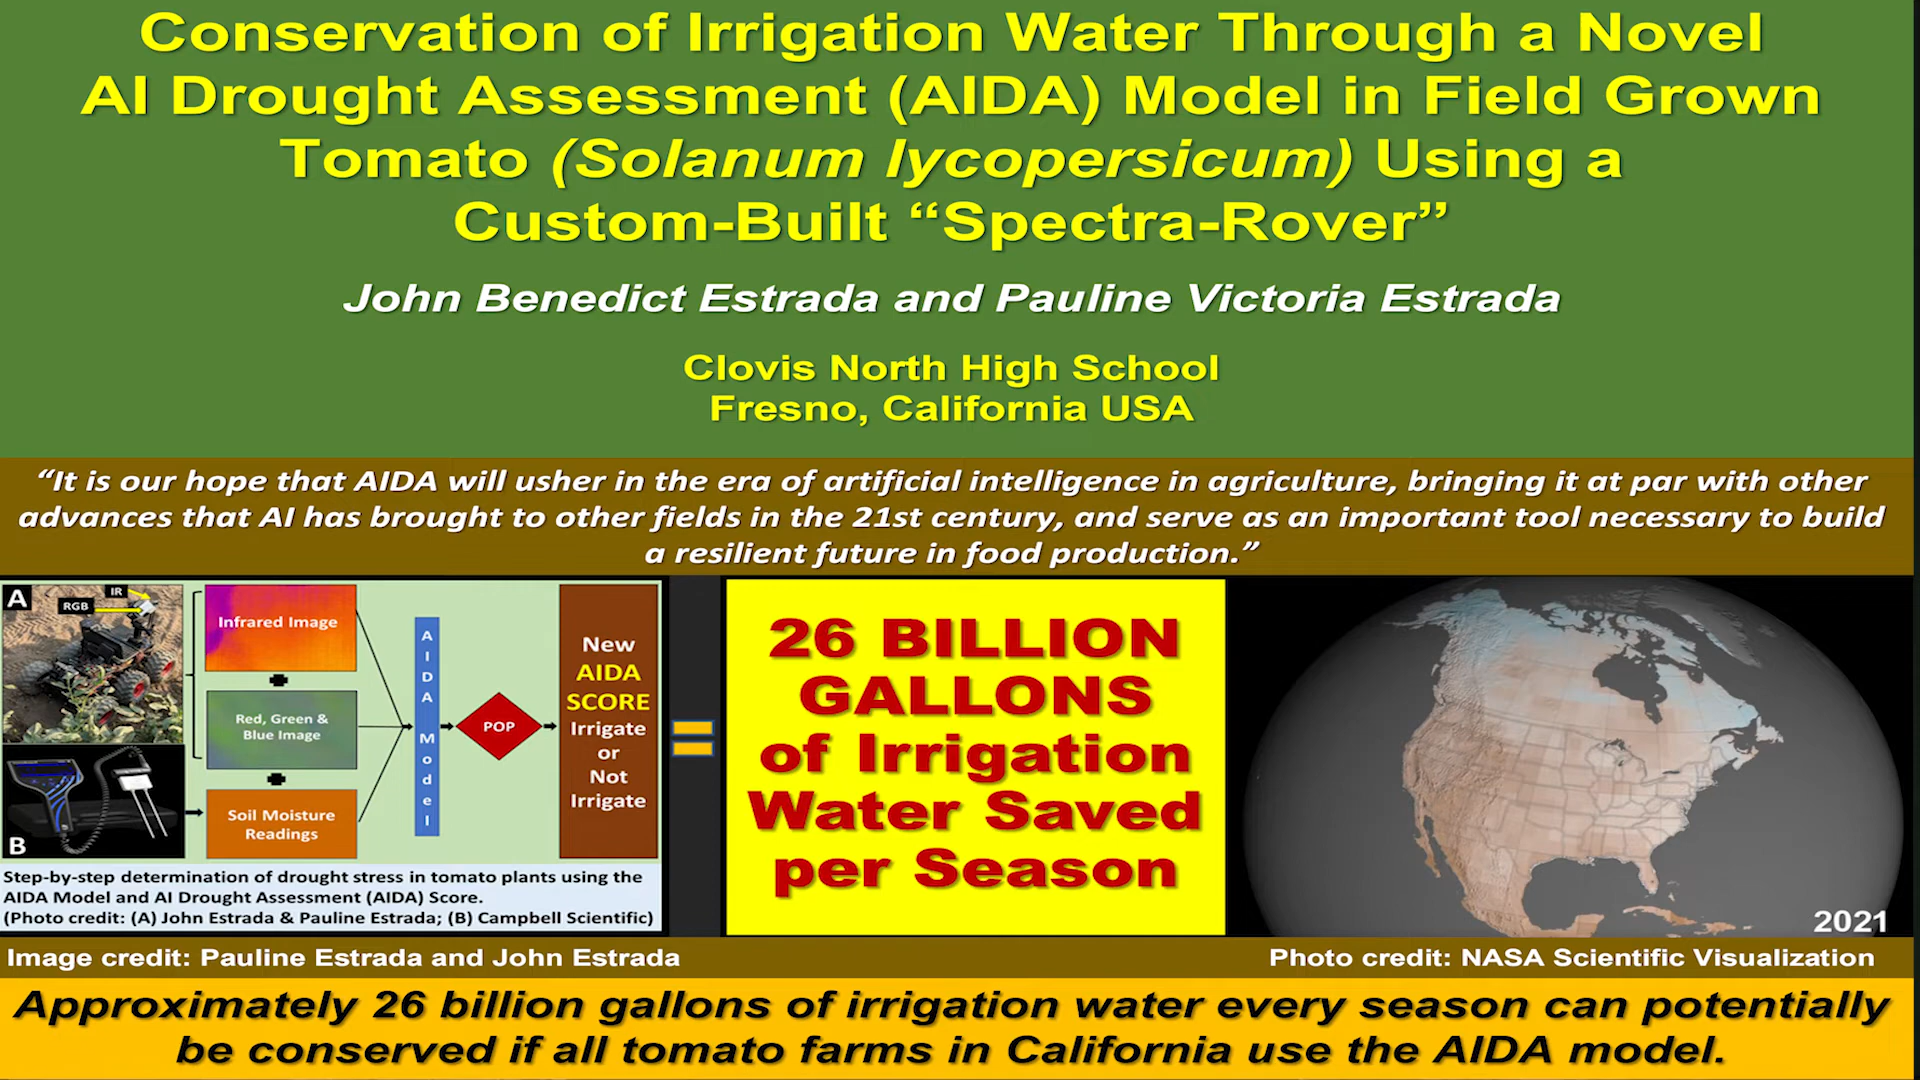 Conservation of Irrigation Water Through a Novel
AI Drought Assessment (AIDA) Model in Field Grown
Tomato (Solanum lycopersicum) Using a
Custom-Built “Spectra-Rover”
John Benedict Estrada and Pauline Victoria Estrada
Clovis North High School
Fresno, California USA
“It is our hope that AIDA will usher in the era of artificial intelligence in agriculture, bringing it at par with other
advances that AI has brought to other fields in the 21st century, and serve as an important tool necessary to build
a resilient future in food production.”
A
IR
RGB
Infrared Image
Red, Green &
Blue Image
B
Soil Moisture
Readings
AIDA Model
POP
New
AIDA
SCORE
Irrigate
or
Not
Irrigate
Step-by-step determination of drought stress in tomato plants using the
AIDA Model and AI Drought Assessment (AIDA) Score.
(Photo credit: (A) John Estrada & Pauline Estrada; (B) Campbell Scientific)
=
26 BILLION
GALLONS
of Irrigation
Water Saved
per Season
2021
Image credit: Pauline Estrada and John Estrada
Photo credit: NASA Scientific Visualization
Approximately 26 billion gallons of irrigation water every season can potentially
be conserved if all tomato farms in California use the AIDA model.